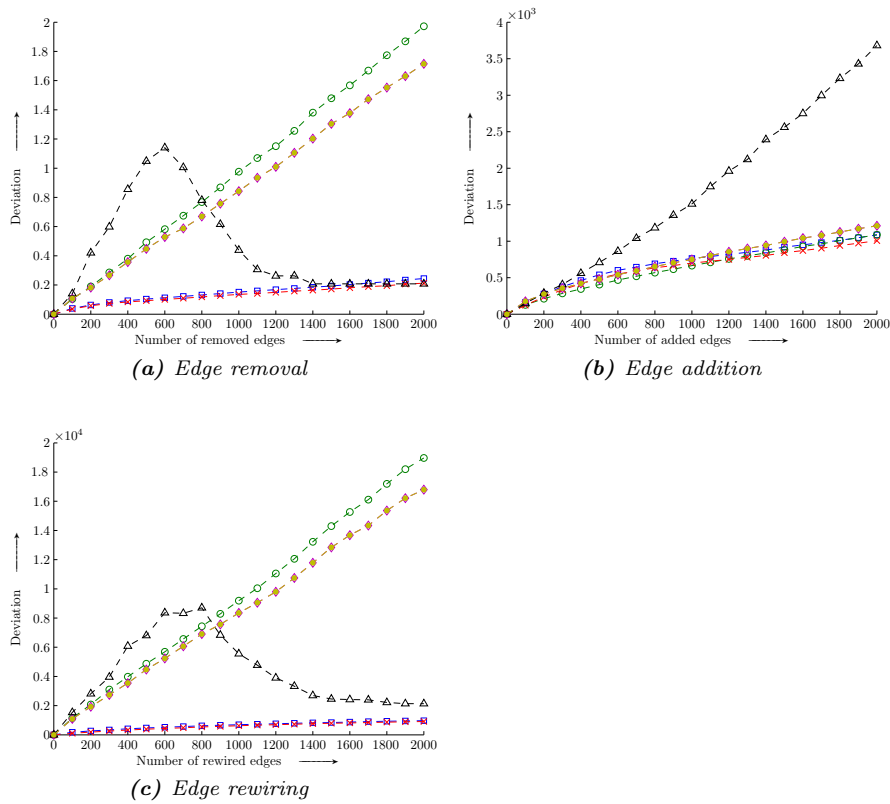 2
1.8
1.6
1.4
1.2
1
0.8
0.6
0.4
0.2
0
Deviation
0 200 400 600 800 1000 1200 1400 1600 1800 2000
Number of removed edges
(a) Edge removal
×10³
4
3.5
3
2.5
2
1.5
1
0.5
0
Deviation
0 200 400 600 800 1000 1200 1400 1600 1800 2000
Number of added edges
(b) Edge addition
×10⁴
2
1.8
1.6
1.4
1.2
1
0.8
0.6
0.4
0.2
0
Deviation
0 200 400 600 800 1000 1200 1400 1600 1800 2000
Number of rewired edges
(c) Edge rewiring